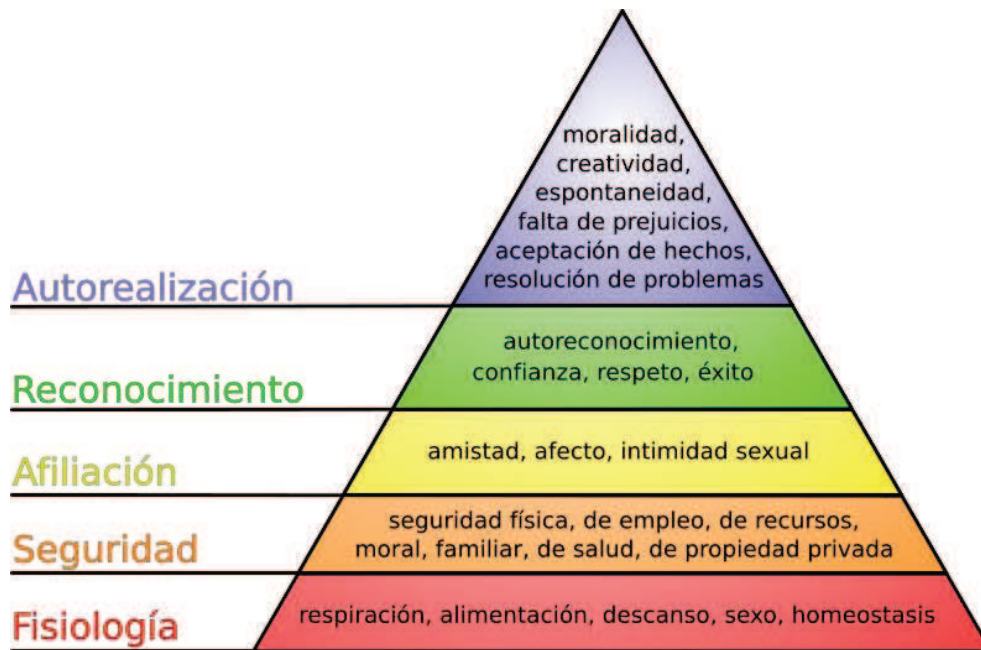 moralidad,
creatividad,
espontaneidad,
falta de prejuicios,
aceptación de hechos,
resolución de problemas
Autorealización
autoreconocimiento,
confianza, respeto, éxito
Reconocimiento
amistad, afecto, intimidad sexual
Afiliación
seguridad física, de empleo, de recursos,
moral, familiar, de salud, de propiedad privada
Seguridad
respiración, alimentación, descanso, sexo, homeostasis
Fisiología